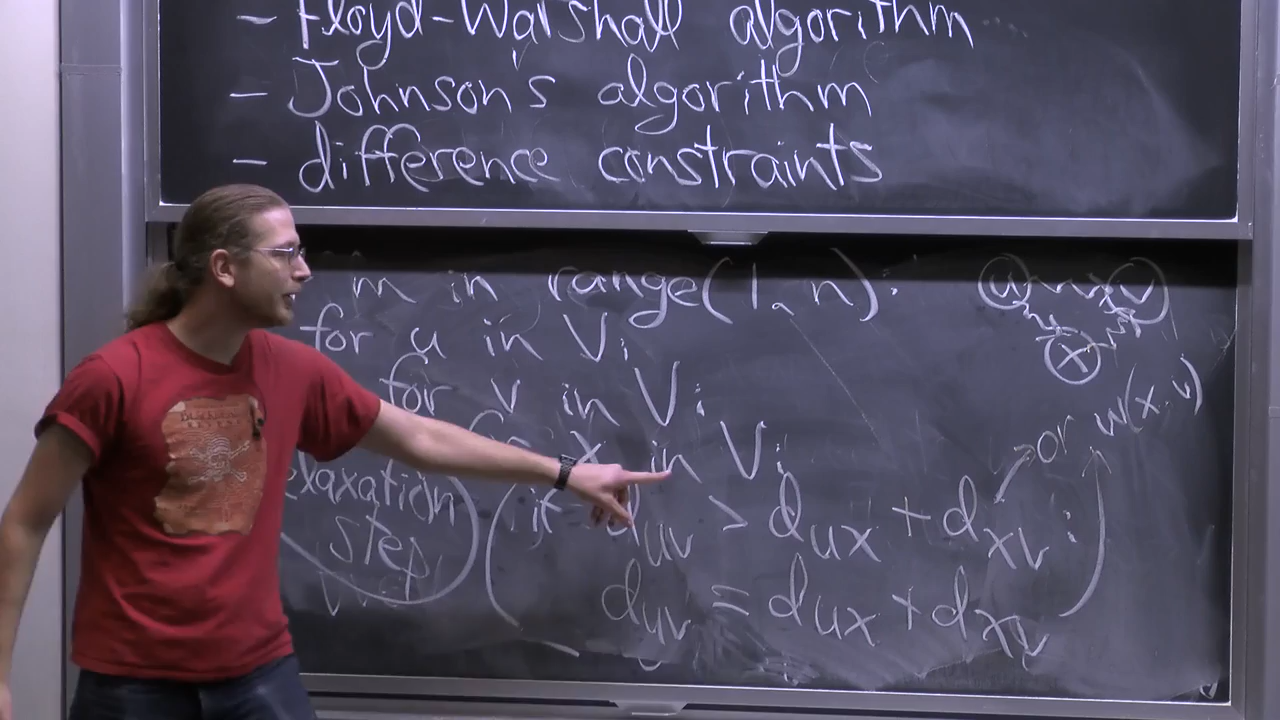 - Floyd-Warshall algorithm
- Johnson's algorithm
- difference constraints
m in range(1, n):
for u in V:
for v in V:
x in V:
relaxation step
( if duv > dux + dxv :
duv = dux + dxv
u v
x
or w(x, v)